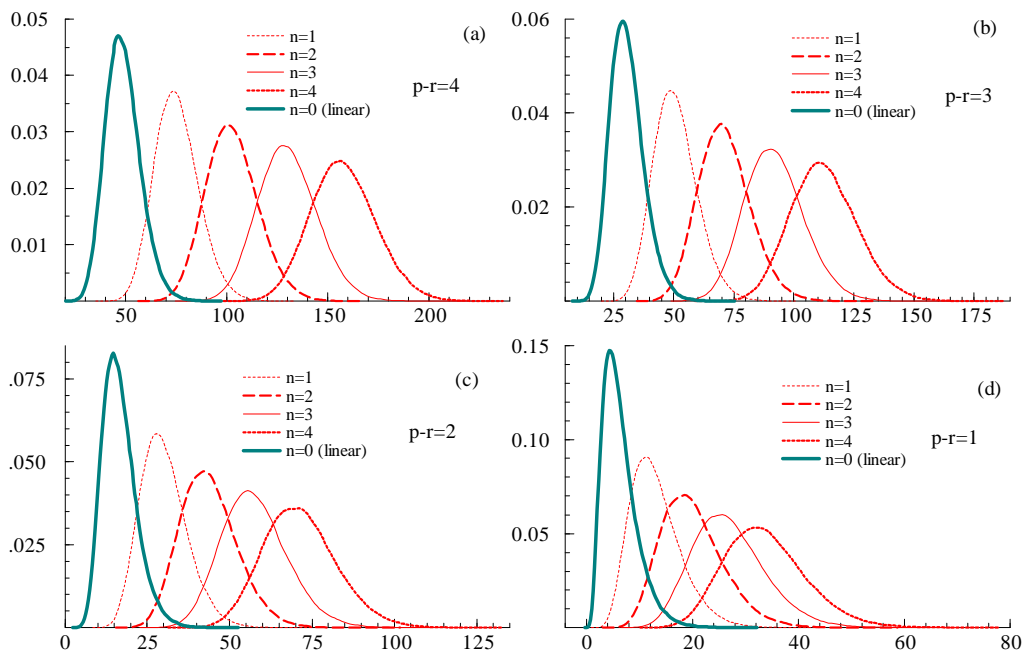 0.05
0.04
0.03
0.02
0.01
50
100
150
200
n=1
n=2
n=3
n=4
n=0 (linear)
(a)
p-r=4
0.06
0.04
0.02
25
50
75
100
125
150
175
n=1
n=2
n=3
n=4
n=0 (linear)
(b)
p-r=3
.075
.050
.025
0
25
50
75
100
125
n=1
n=2
n=3
n=4
n=0 (linear)
(c)
p-r=2
0.15
0.10
0.05
0
20
40
60
80
n=1
n=2
n=3
n=4
n=0 (linear)
(d)
p-r=1